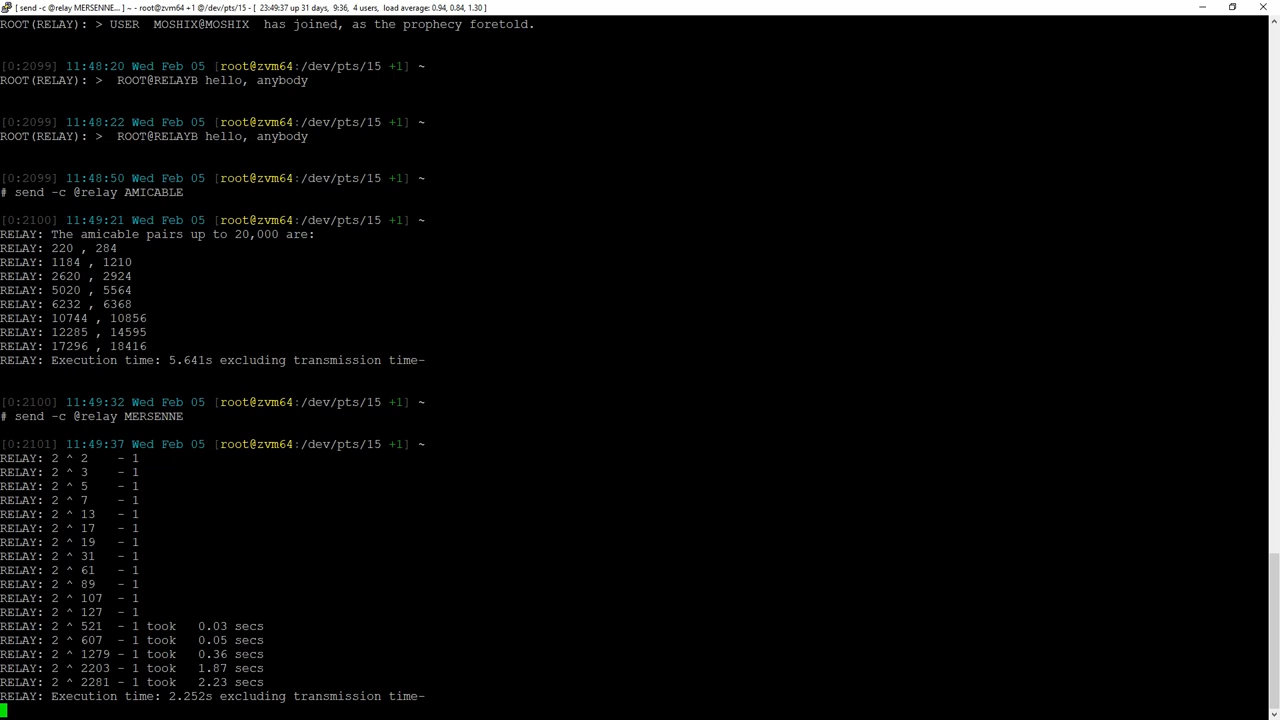 [ send -c @relay MERSENNE...] ~ - root@zvm64 +1 @/dev/pts/15 - [ 23:49:37 up 31 days, 9:36, 4 users, load average: 0.94, 0.84, 1.30 ]
ROOT(RELAY): > USER  MOSHIX@MOSHIX  has joined, as the prophecy foretold.
[0:2099] 11:48:20 Wed Feb 05 [root@zvm64:/dev/pts/15 +1] ~
ROOT(RELAY): >  ROOT@RELAYB hello, anybody
[0:2099] 11:48:22 Wed Feb 05 [root@zvm64:/dev/pts/15 +1] ~
ROOT(RELAY): >  ROOT@RELAYB hello, anybody
[0:2099] 11:48:50 Wed Feb 05 [root@zvm64:/dev/pts/15 +1] ~
# send -c @relay AMICABLE
[0:2100] 11:49:21 Wed Feb 05 [root@zvm64:/dev/pts/15 +1] ~
RELAY: The amicable pairs up to 20,000 are:
RELAY: 220 , 284
RELAY: 1184 , 1210
RELAY: 2620 , 2924
RELAY: 5020 , 5564
RELAY: 6232 , 6368
RELAY: 10744 , 10856
RELAY: 12285 , 14595
RELAY: 17296 , 18416
RELAY: Execution time: 5.641s excluding transmission time-
[0:2100] 11:49:32 Wed Feb 05 [root@zvm64:/dev/pts/15 +1] ~
# send -c @relay MERSENNE
[0:2101] 11:49:37 Wed Feb 05 [root@zvm64:/dev/pts/15 +1] ~
RELAY: 2 ^ 2    - 1
RELAY: 2 ^ 3    - 1
RELAY: 2 ^ 5    - 1
RELAY: 2 ^ 7    - 1
RELAY: 2 ^ 13   - 1
RELAY: 2 ^ 17   - 1
RELAY: 2 ^ 19   - 1
RELAY: 2 ^ 31   - 1
RELAY: 2 ^ 61   - 1
RELAY: 2 ^ 89   - 1
RELAY: 2 ^ 107  - 1
RELAY: 2 ^ 127  - 1
RELAY: 2 ^ 521  - 1 took   0.03 secs
RELAY: 2 ^ 607  - 1 took   0.05 secs
RELAY: 2 ^ 1279 - 1 took   0.36 secs
RELAY: 2 ^ 2203 - 1 took   1.87 secs
RELAY: 2 ^ 2281 - 1 took   2.23 secs
RELAY: Execution time: 2.252s excluding transmission time-